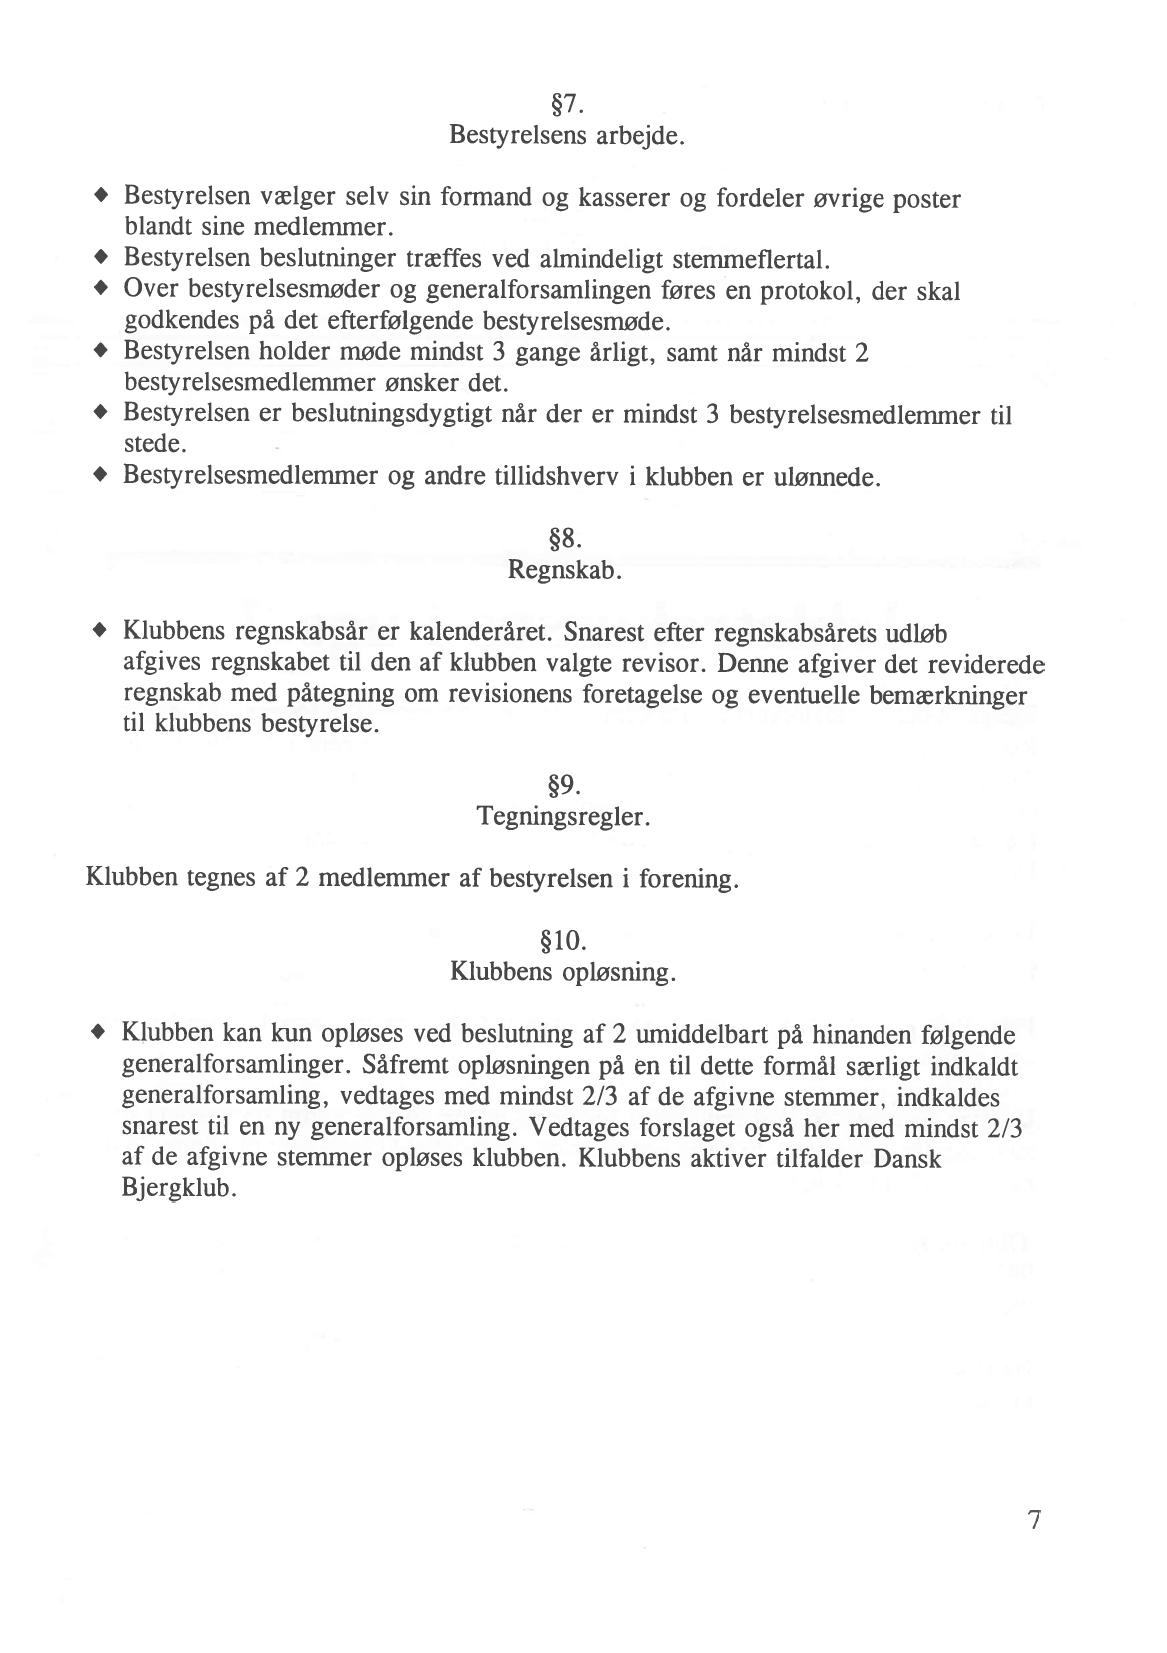 §7.
Bestyrelsens arbejde.
♦ Bestyrelsen vælger selv sin formand og kasserer og fordeler øvrige poster
blandt sine medlemmer.
♦ Bestyrelsen beslutninger træffes ved almindeligt stemmeflertal.
♦ Over bestyrelsesmøder og generalforsamlingen føres en protokol, der skal
godkendes på det efterfølgende bestyrelsesmøde.
♦ Bestyrelsen holder møde mindst 3 gange årligt, samt når mindst 2
bestyrelsesmedlemmer ønsker det.
♦ Bestyrelsen er beslutningsdygtigt når der er mindst 3 bestyrelsesmedlemmer til
stede.
♦ Bestyrelsesmedlemmer og andre tillidshverv i klubben er ulønnede.
§8.
Regnskab.
♦ Klubbens regnskabsår er kalenderåret. Snarest efter regnskabsårets udløb
afgives regnskabet til den af klubben valgte revisor. Denne afgiver det reviderede
regnskab med påtegning om revisionens foretagelse og eventuelle bemærkninger
til klubbens bestyrelse.
§9.
Tegningsregler.
Klubben tegnes af 2 medlemmer af bestyrelsen i forening.
§10.
Klubbens opløsning.
♦ Klubben kan kun opløses ved beslutning af 2 umiddelbart på hinanden følgende
generalforsamlinger. Såfremt opløsningen på en til dette formål særligt indkaldt
generalforsamling, vedtages med mindst 2/3 af de afgivne stemmer, indkaldes
snarest til en ny generalforsamling. Vedtages forslaget også her med mindst 2/3
af de afgivne stemmer opløses klubben. Klubbens aktiver tilfalder Dansk
Bjergklub.
7